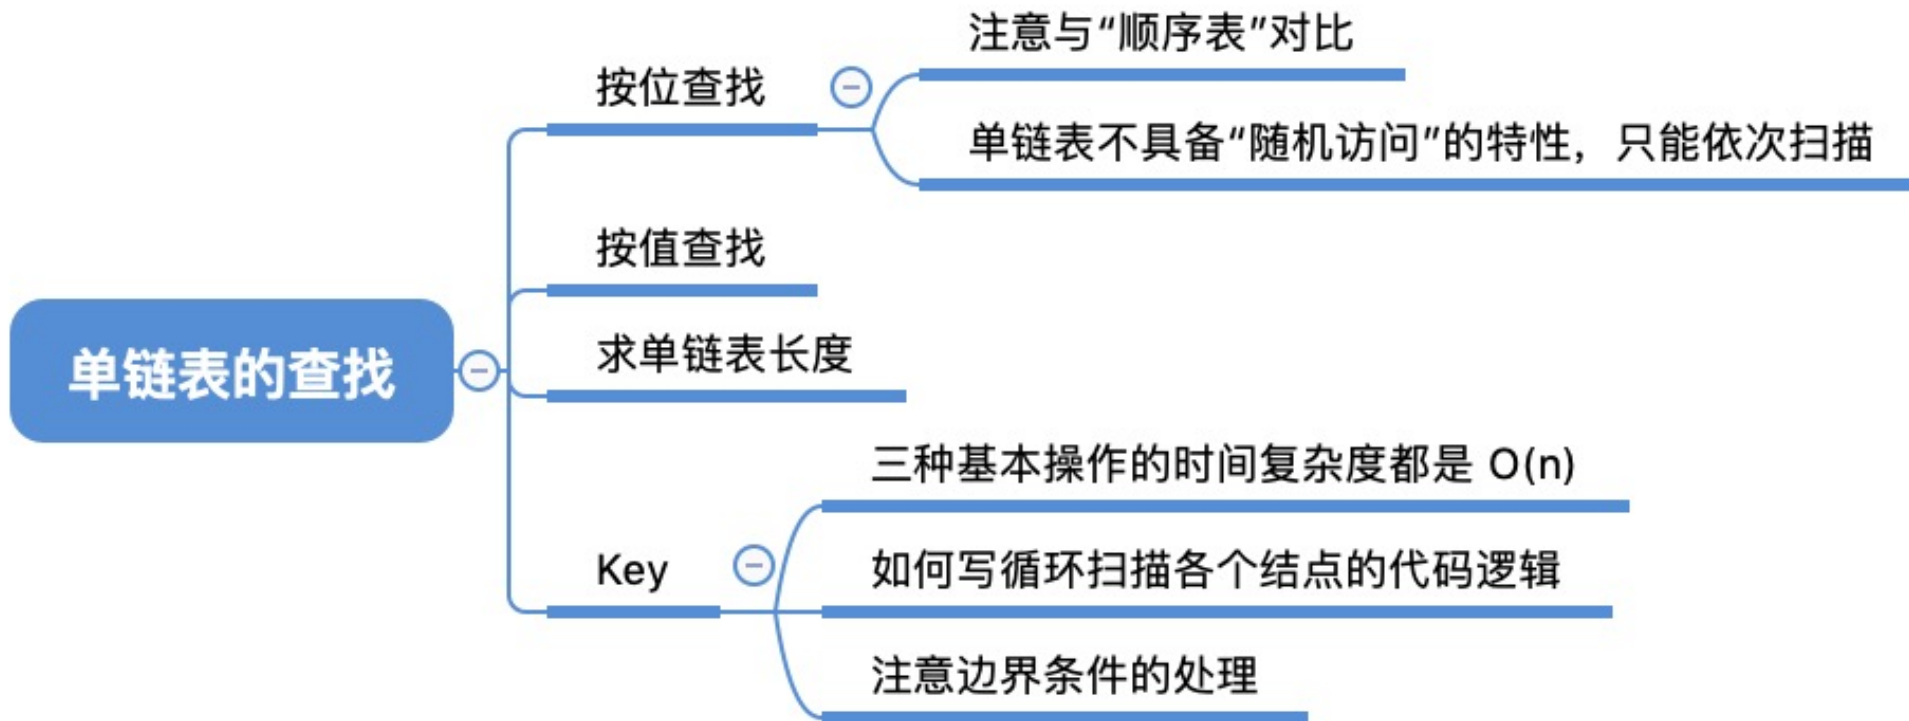 单链表的查找
按位查找
注意与“顺序表”对比
单链表不具备“随机访问”的特性，只能依次扫描
按值查找
求单链表长度
Key
三种基本操作的时间复杂度都是 O(n)
如何写循环扫描各个结点的代码逻辑
注意边界条件的处理